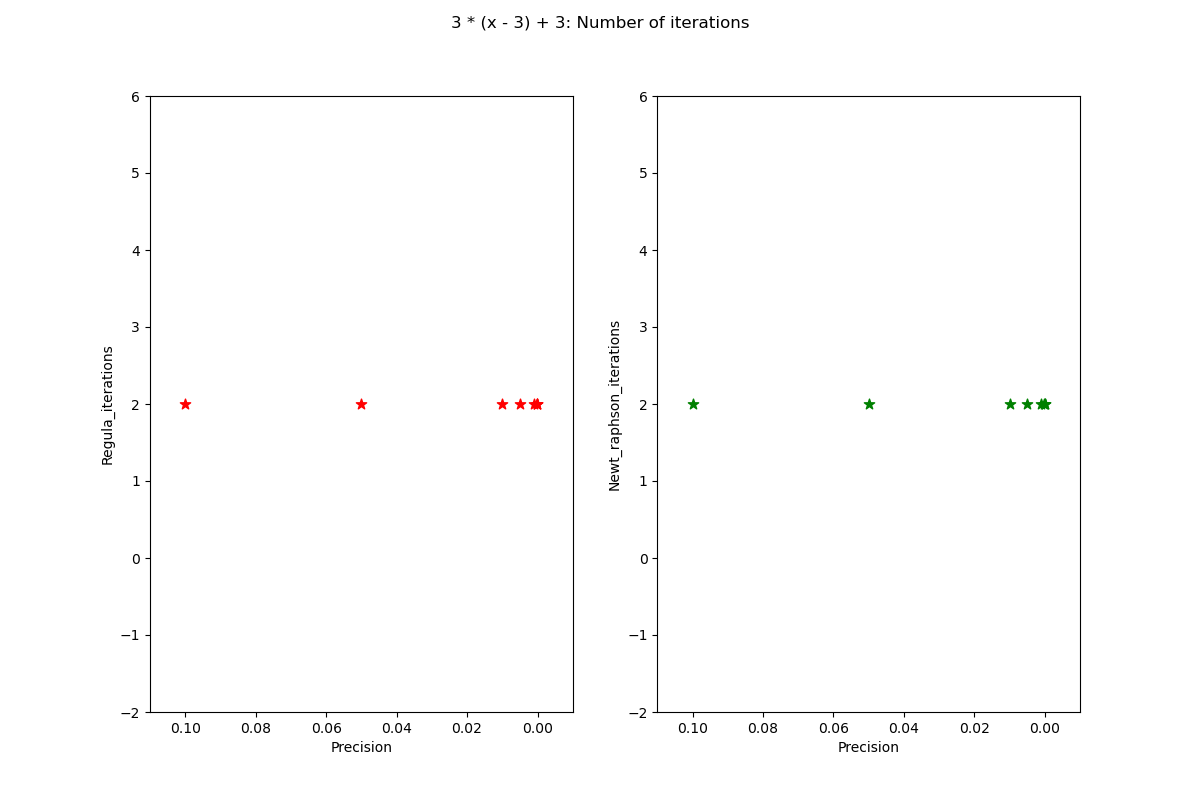 3 * (x - 3) + 3: Number of iterations
6
5
4
3
2
1
0
−1
−2
Regula_iterations
0.10 0.08 0.06 0.04 0.02 0.00
Precision
6
5
4
3
2
1
0
−1
−2
Newt_raphson_iterations
0.10 0.08 0.06 0.04 0.02 0.00
Precision